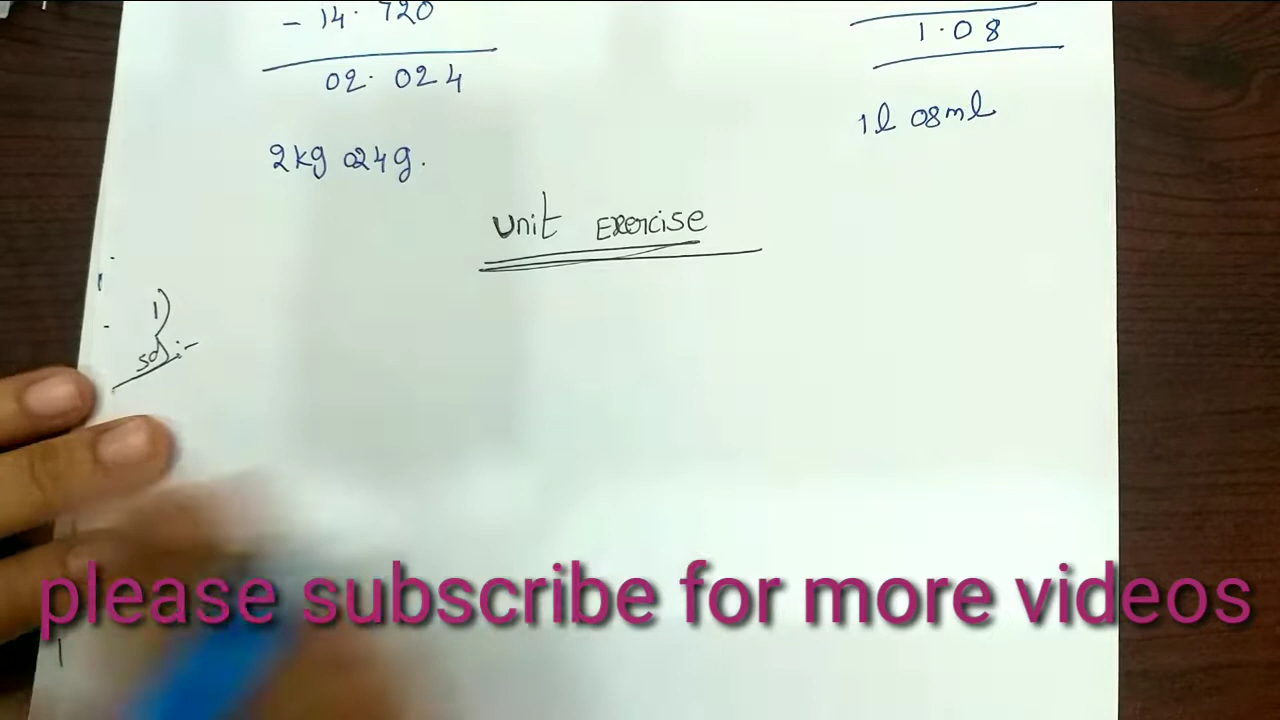 - 14. 720
02. 024
2kg 024g.
1.08
1l 08ml
Unit Exercise
1)
sol:-
please subscribe for more videos